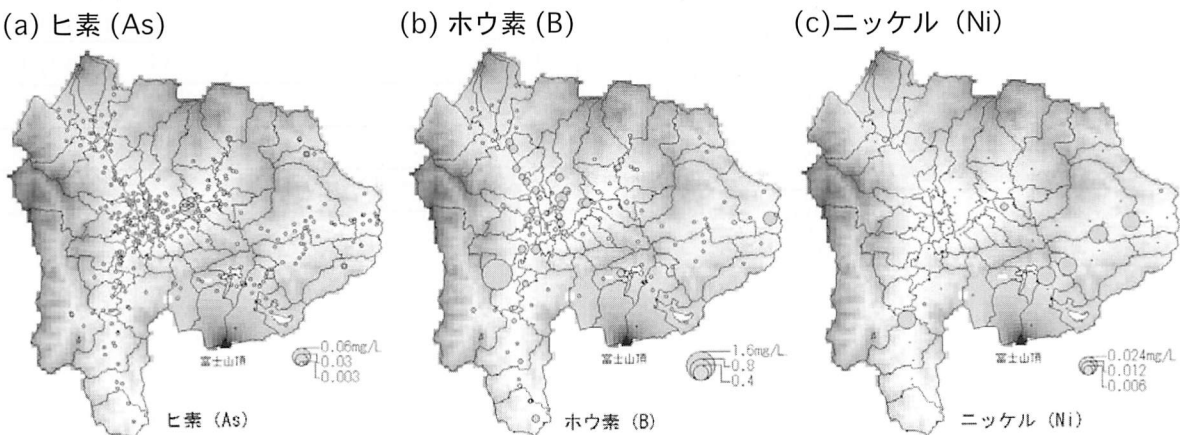 (a) ヒ素 (As)
(b) ホウ素 (B)
(c)ニッケル (Ni)
富士山頂
0.06mg/L
0.03
0.003
ヒ素 (As)
富士山頂
1.6mg/L
0.8
0.4
ホウ素 (B)
富士山頂
0.024mg/L
0.012
0.006
ニッケル (Ni)